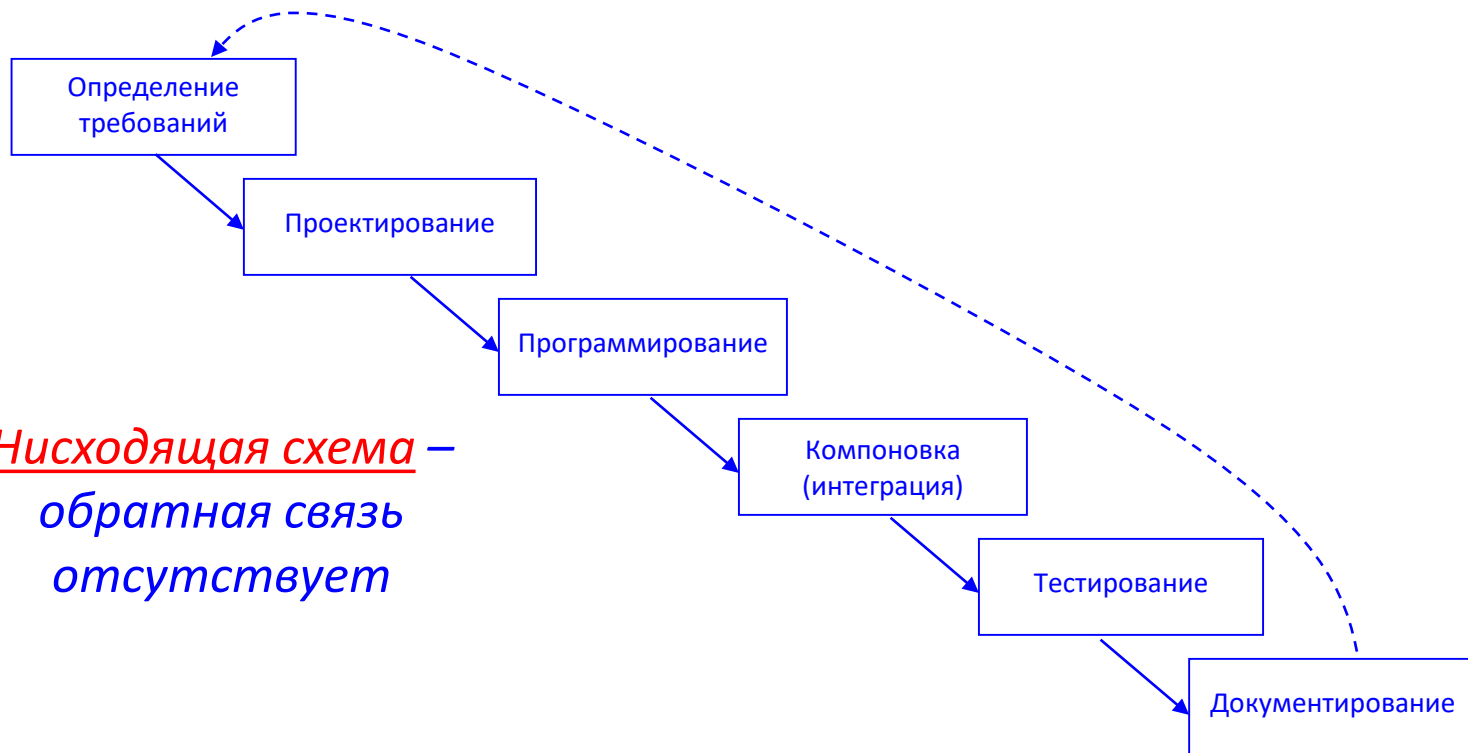 Определение
требований
Проектирование
Программирование
Компоновка
(интеграция)
Тестирование
Документирование
Нисходящая схема –
обратная связь
отсутствует